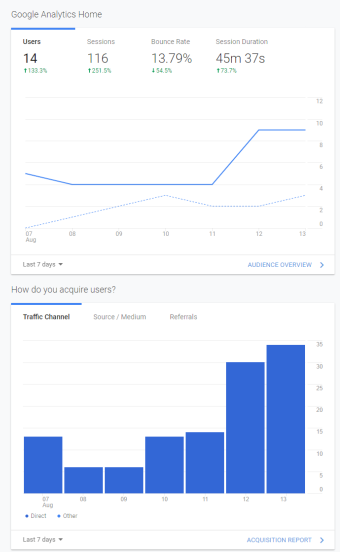 Google Analytics Home
Users Sessions Bounce Rate Session Duration
14 116 13.79% 45m 37s
↑133.3% ↑251.5% ↓54.5% ↑73.7%
12
10
8
6
4
2
0
07 08 09 10 11 12 13
Aug
Last 7 days AUDIENCE OVERVIEW
How do you acquire users?
Traffic Channel Source / Medium Referrals
35
30
25
20
15
10
5
0
07 08 09 10 11 12 13
Aug
Direct Other
Last 7 days ACQUISITION REPORT